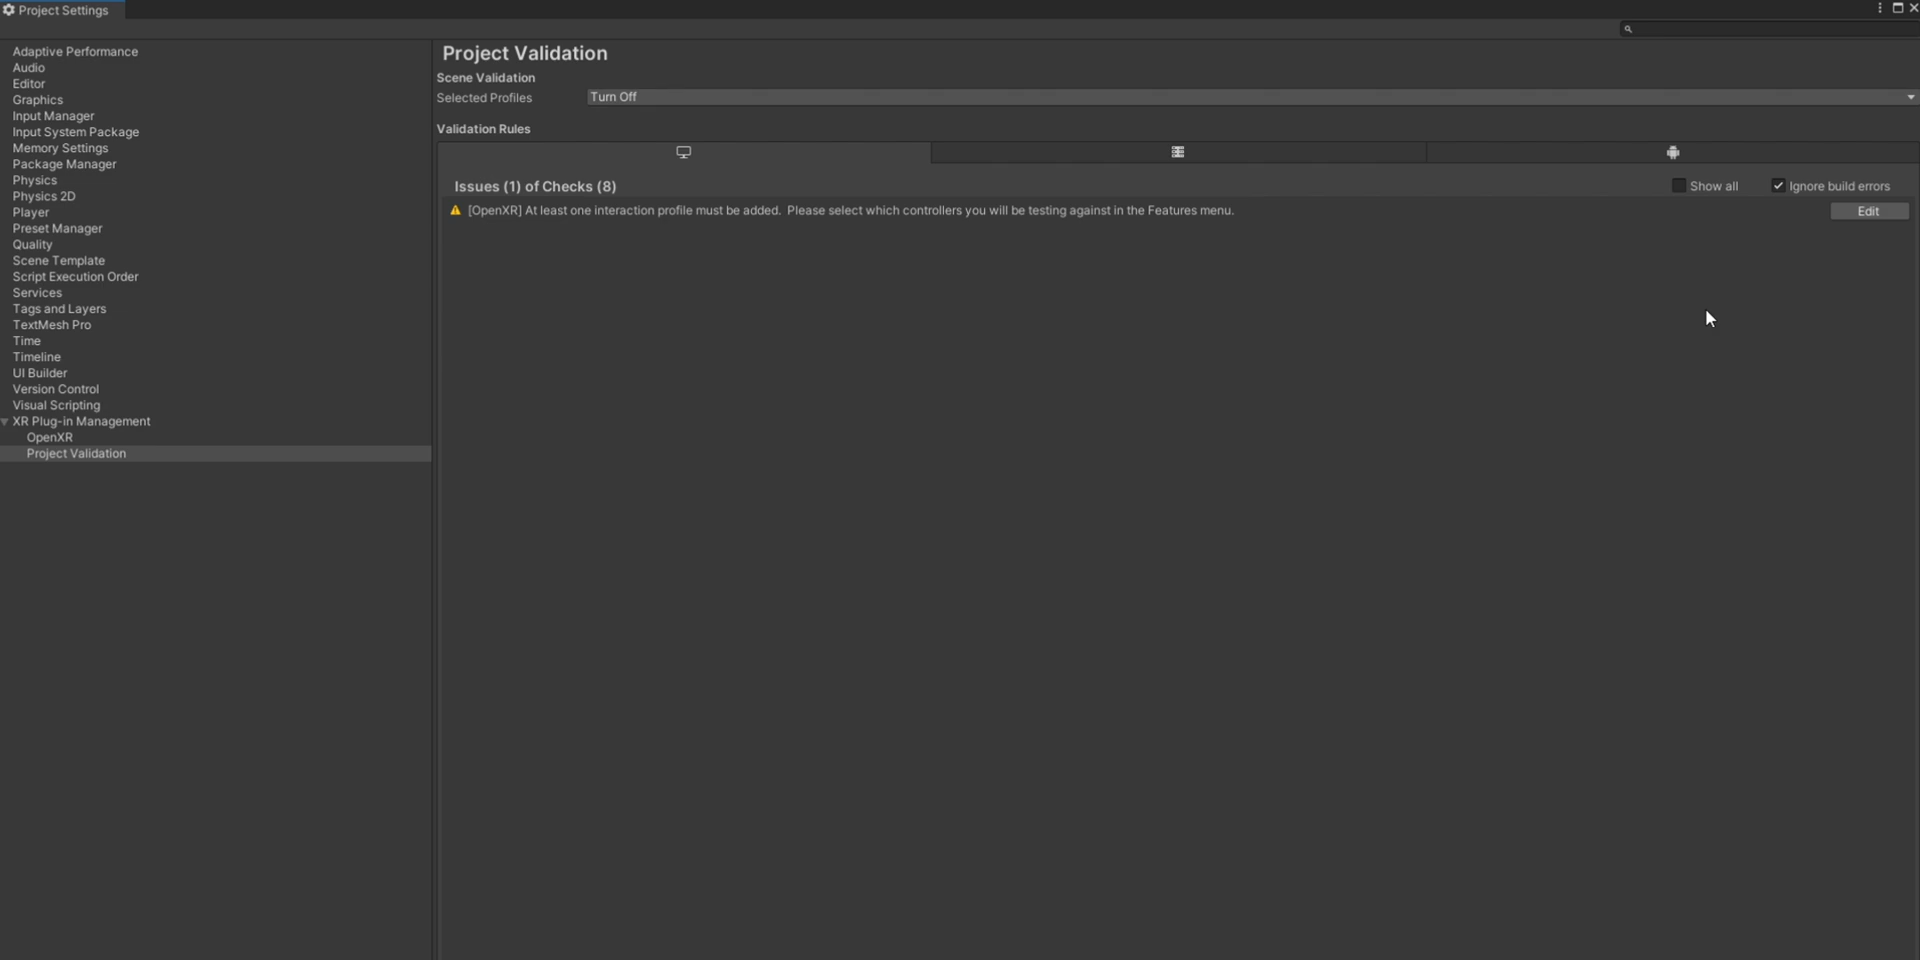 Project Settings
Adaptive Performance
Audio
Editor
Graphics
Input Manager
Input System Package
Memory Settings
Package Manager
Physics
Physics 2D
Player
Preset Manager
Quality
Scene Template
Script Execution Order
Services
Tags and Layers
TextMesh Pro
Time
Timeline
UI Builder
Version Control
Visual Scripting
XR Plug-in Management
OpenXR
Project Validation
Project Validation
Scene Validation
Selected Profiles Turn Off
Validation Rules
Issues (1) of Checks (8) Show all Ignore build errors
[OpenXR] At least one interaction profile must be added.  Please select which controllers you will be testing against in the Features menu. Edit